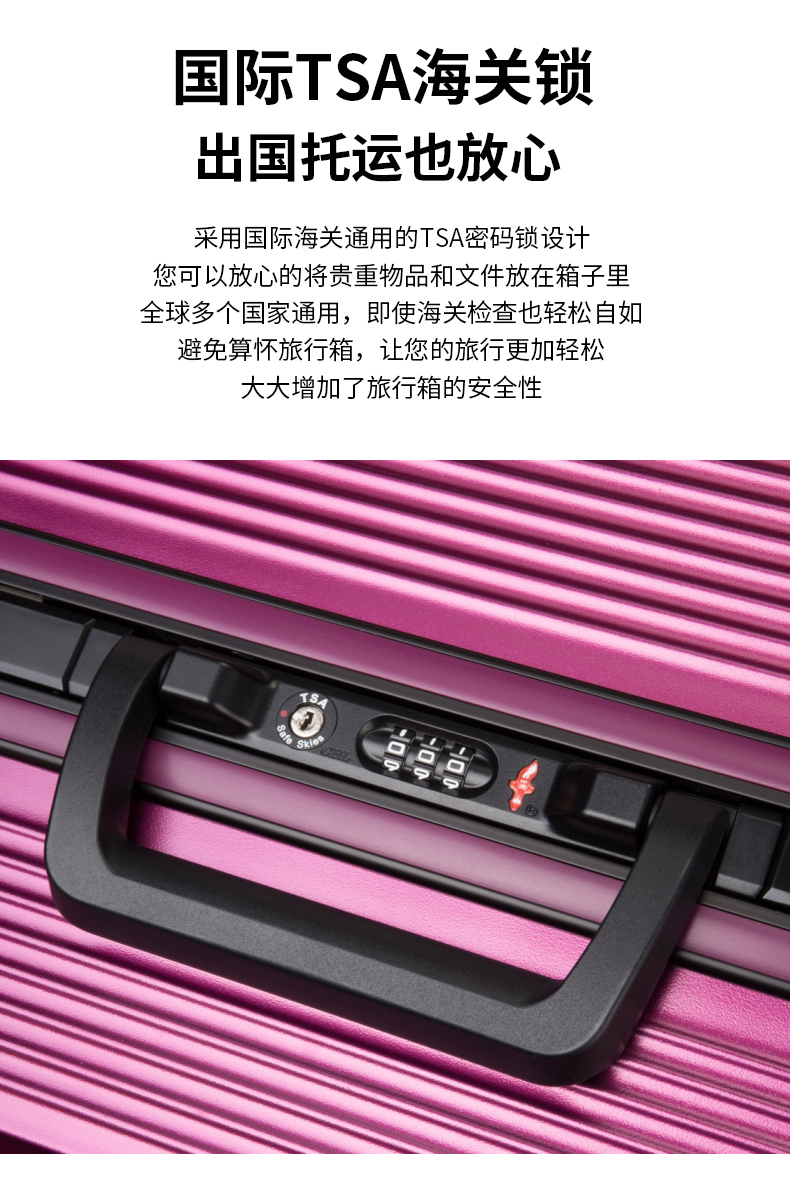 国际TSA海关锁
出国托运也放心
采用国际海关通用的TSA密码锁设计
您可以放心的将贵重物品和文件放在箱子里
全球多个国家通用，即使海关检查也轻松自如
避免算怀旅行箱，让您的旅行更加轻松
大大增加了旅行箱的安全性
TSA
Safe Skies
0 0 0
®